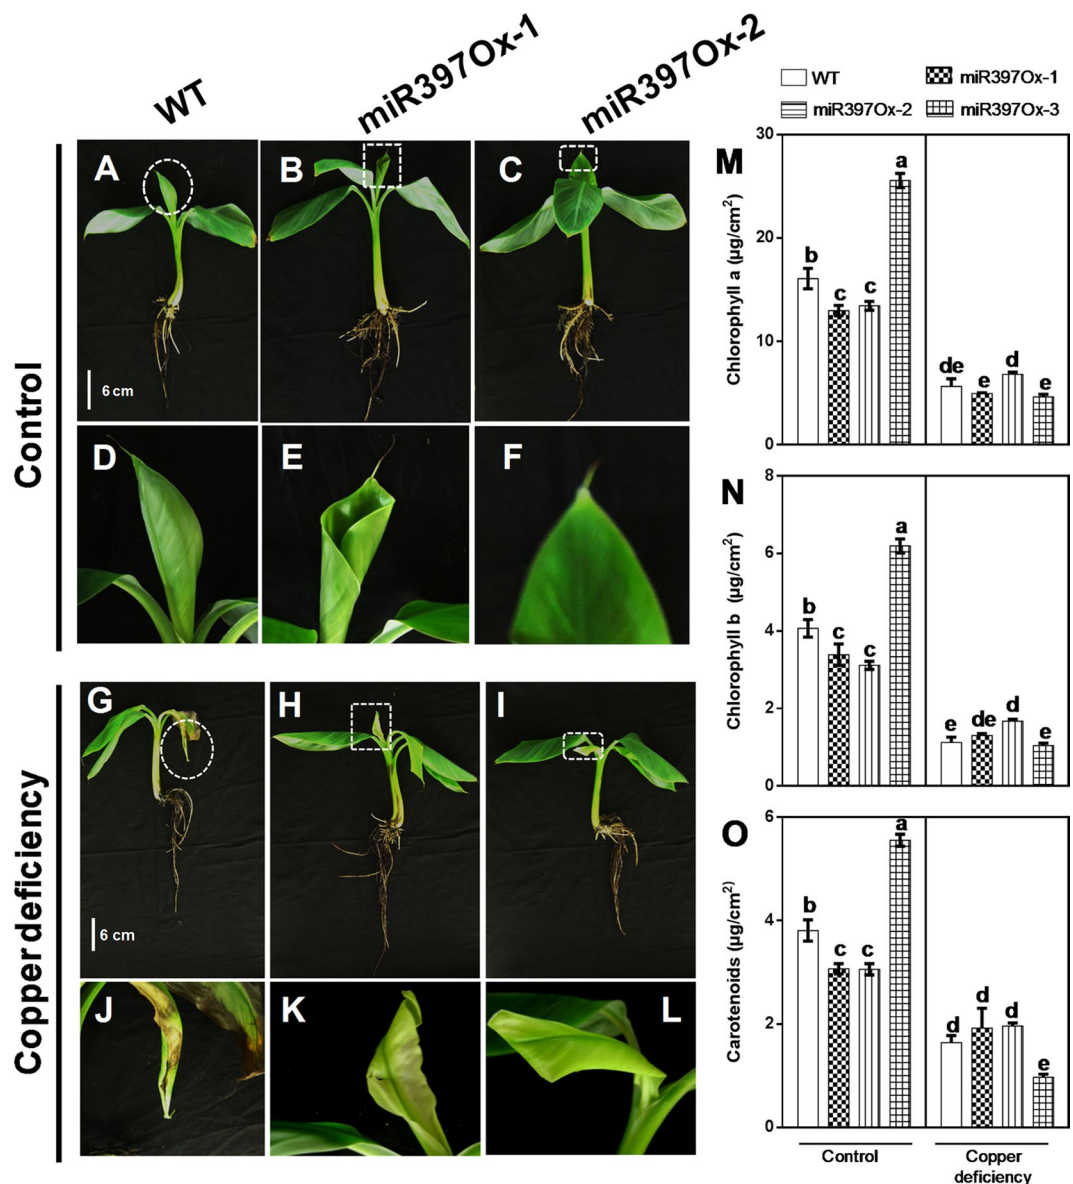 WT
miR397Ox-1
miR397Ox-2
Control
A
B
C
6 cm
D
E
F
Copper deficiency
G
H
I
6 cm
J
K
L
WT
miR397Ox-1
miR397Ox-2
miR397Ox-3
M
Chlorophyll a (µg/cm²)
30
20
10
0
b
c
c
a
de
e
d
e
N
Chlorophyll b (µg/cm²)
8
6
4
2
0
b
c
c
a
e
de
d
e
O
Carotenoids (µg/cm²)
6
4
2
0
b
c
c
a
d
d
d
e
Control
Copper
deficiency